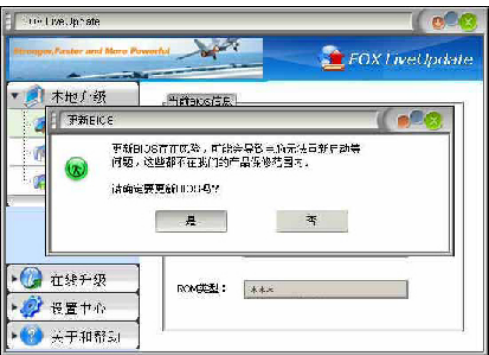 Fox LiveUpdate
Stronger,Faster and More Powerful
FOX LiveUpdate
本地升级
当前BIOS信息
更新BIOS
更新BIOS存在风险，可能会导致电脑无法重新启动等
问题，这些都不在我们的产品保修范围内。
请确定要更新BIOS吗？
是
否
在线升级
ROM类型：
设置中心
关于和帮助